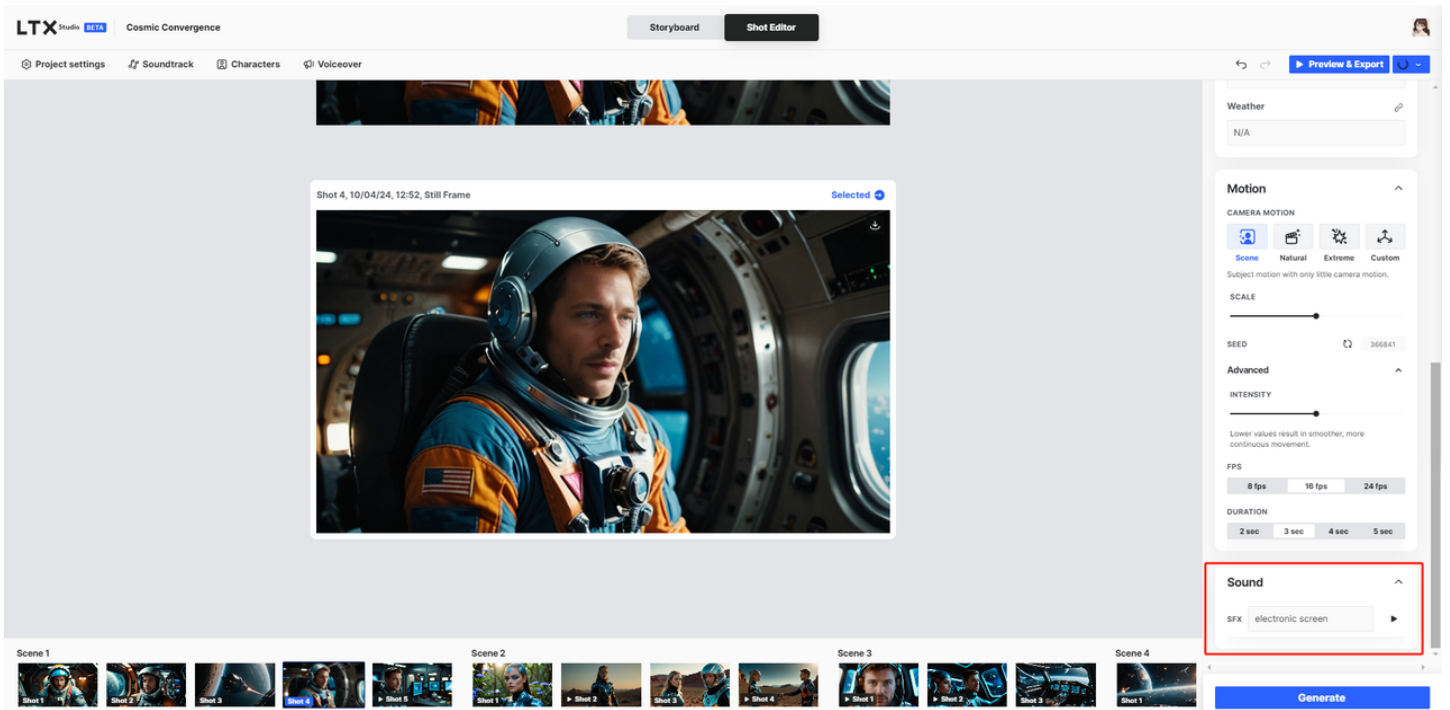 LTX Studio BETA Cosmic Convergence Storyboard Shot Editor
Project settings Soundtrack Characters Voiceover Preview & Export
Weather
N/A
Shot 4, 10/04/24, 12:52, Still Frame Selected
Motion
CAMERA MOTION
Scene Natural Extreme Custom
Subject motion with only little camera motion.
SCALE
SEED 366841
Advanced
INTENSITY
Lower values result in smoother, more
continuous movement.
FPS
8 fps 16 fps 24 fps
DURATION
2 sec 3 sec 4 sec 5 sec
Sound
SFX electronic screen
Scene 1 Scene 2 Scene 3 Scene 4
Shot 1 Shot 2 Shot 3 Shot 4 Shot 5 Shot 1 Shot 2 Shot 3 Shot 4 Shot 1 Shot 2 Shot 3 Shot 1
Generate